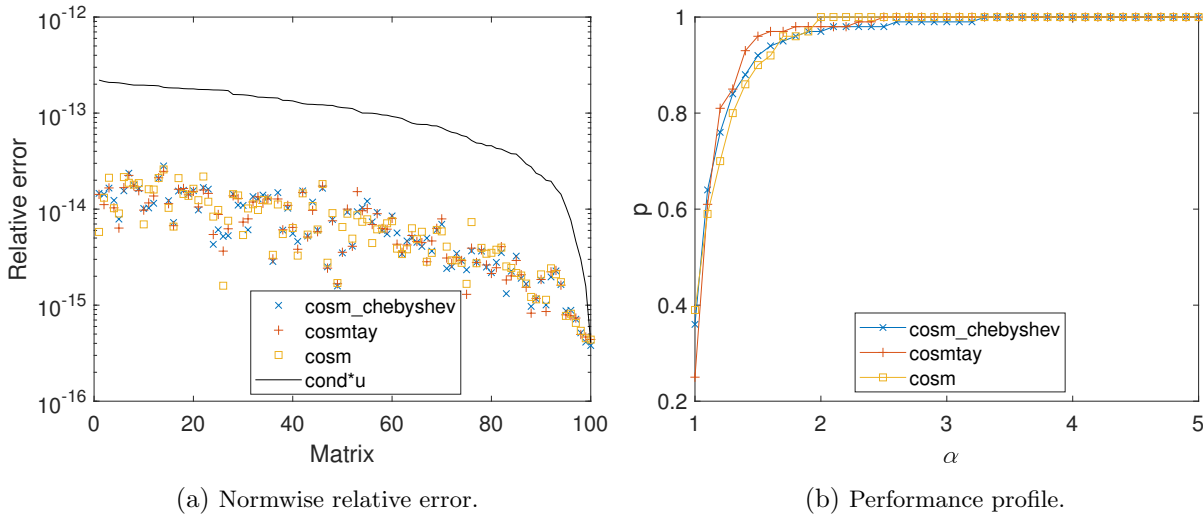 10^-12
10^-13
10^-14
10^-15
10^-16
Relative error
cosm_chebyshev
cosmtay
cosm
cond*u
0 20 40 60 80 100
Matrix
(a) Normwise relative error.
1
0.8
0.6
0.4
0.2
p
cosm_chebyshev
cosmtay
cosm
1 2 3 4 5
α
(b) Performance profile.